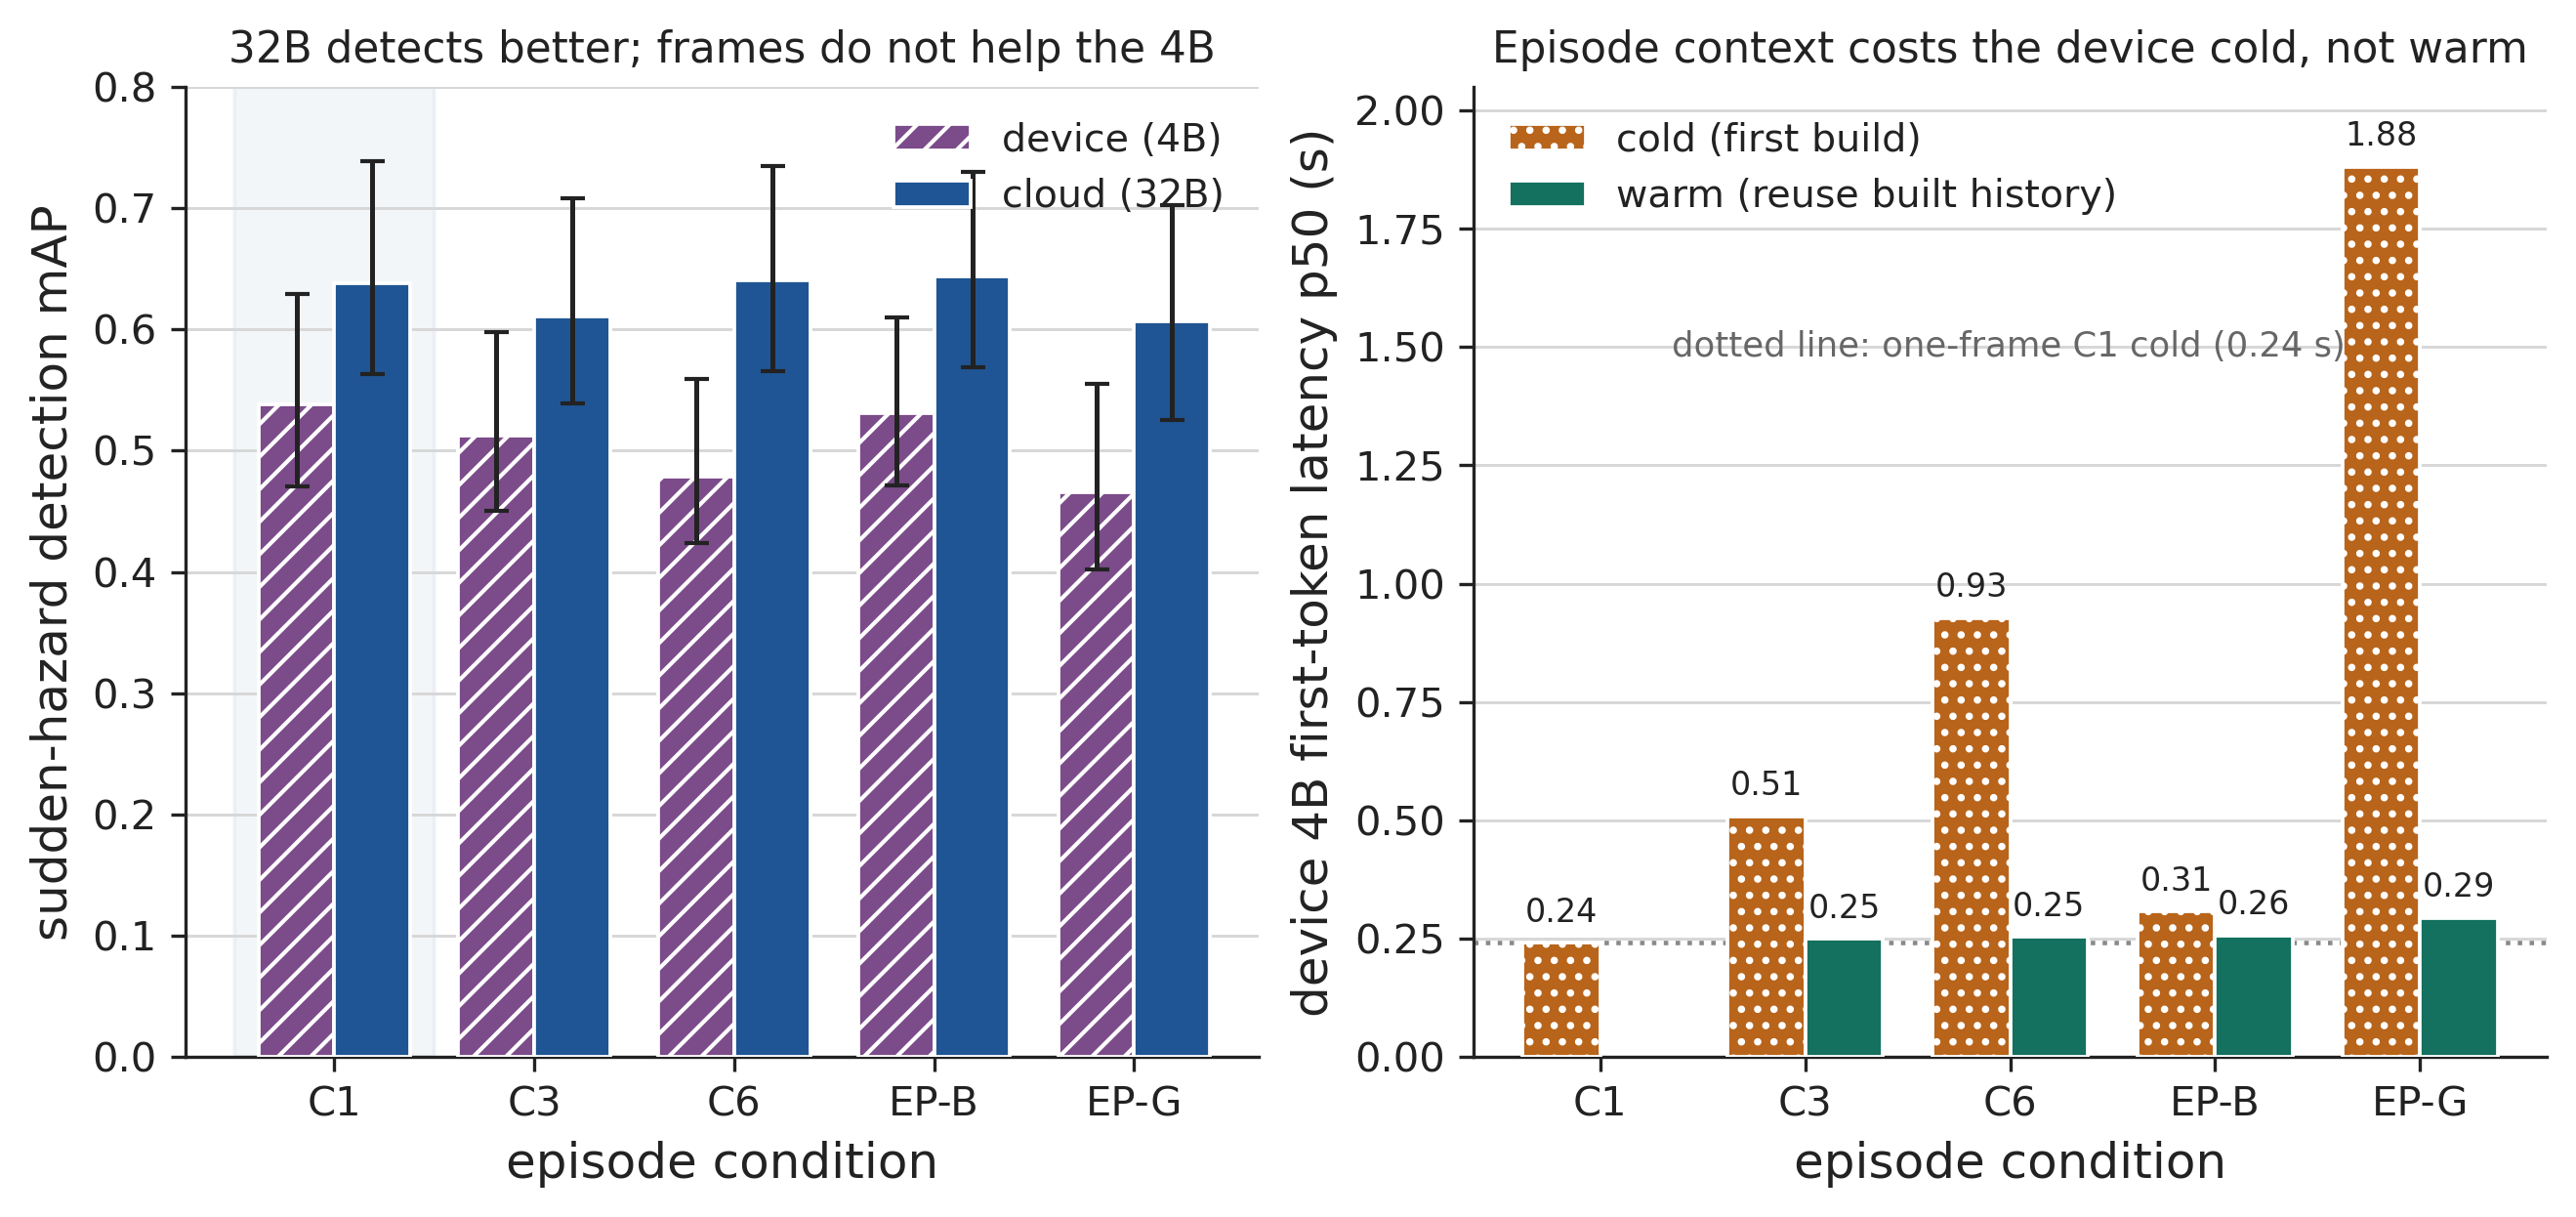 32B detects better; frames do not help the 4B
sudden-hazard detection mAP
0.8
0.7
0.6
0.5
0.4
0.3
0.2
0.1
0.0
device (4B)
cloud (32B)
C1
C3
C6
EP-B
EP-G
episode condition
Episode context costs the device cold, not warm
device 4B first-token latency p50 (s)
2.00
1.75
1.50
1.25
1.00
0.75
0.50
0.25
0.00
cold (first build)
warm (reuse built history)
dotted line: one-frame C1 cold (0.24 s)
0.24
0.51
0.25
0.93
0.25
0.31
0.26
1.88
0.29
C1
C3
C6
EP-B
EP-G
episode condition